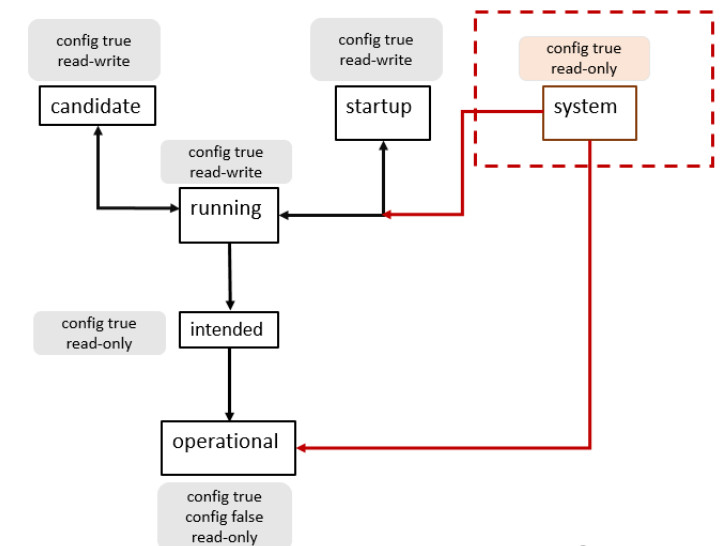 config true
read-write
config true
read-write
config true
read-only
candidate
startup
system
config true
read-write
running
config true
read-only
intended
operational
config true
config false
read-only